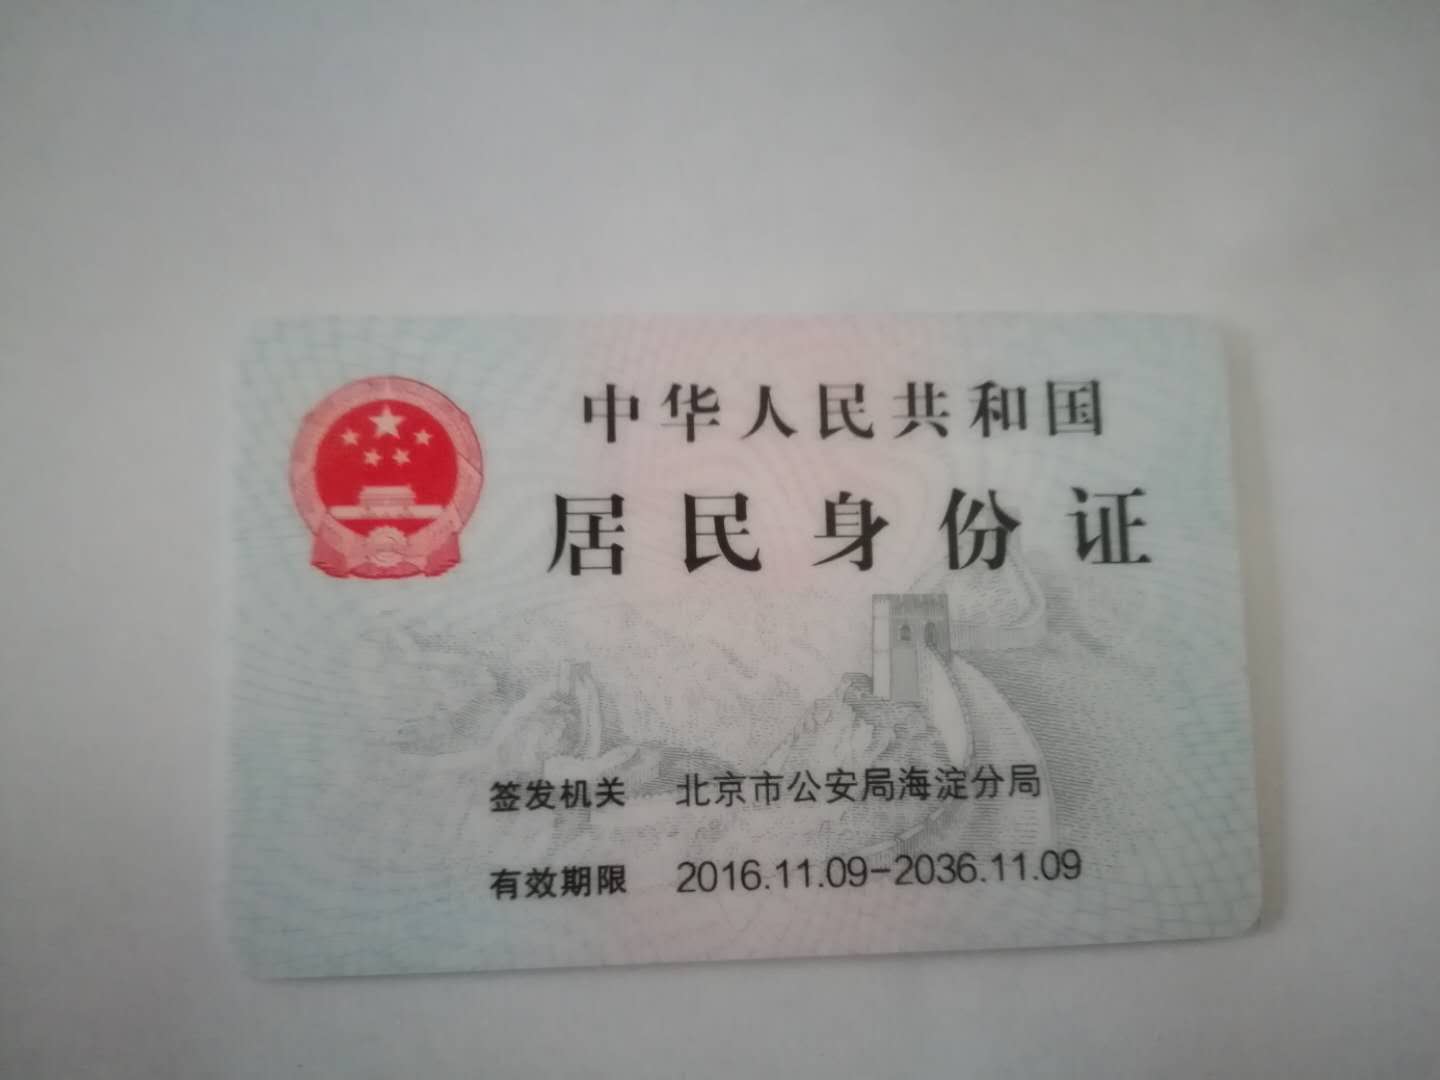 中华人民共和国
居民身份证
签发机关 北京市公安局海淀分局
有效期限 2016.11.09-2036.11.09